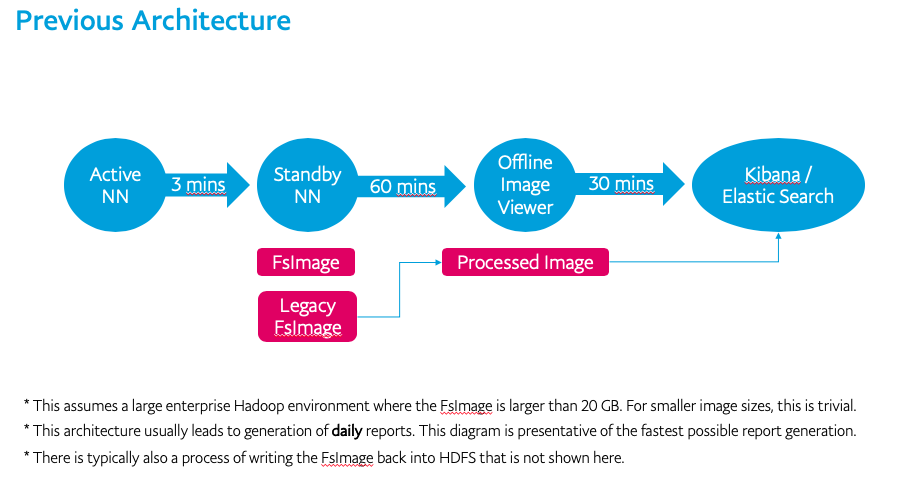 Previous Architecture
Active
NN
3 mins
Standby
NN
60 mins
Offline
Image
Viewer
30 mins
Kibana /
Elastic Search
FsImage
Processed Image
Legacy
FsImage
* This assumes a large enterprise Hadoop environment where the FsImage is larger than 20 GB. For smaller image sizes, this is trivial.
* This architecture usually leads to generation of daily reports. This diagram is presentative of the fastest possible report generation.
* There is typically also a process of writing the FsImage back into HDFS that is not shown here.